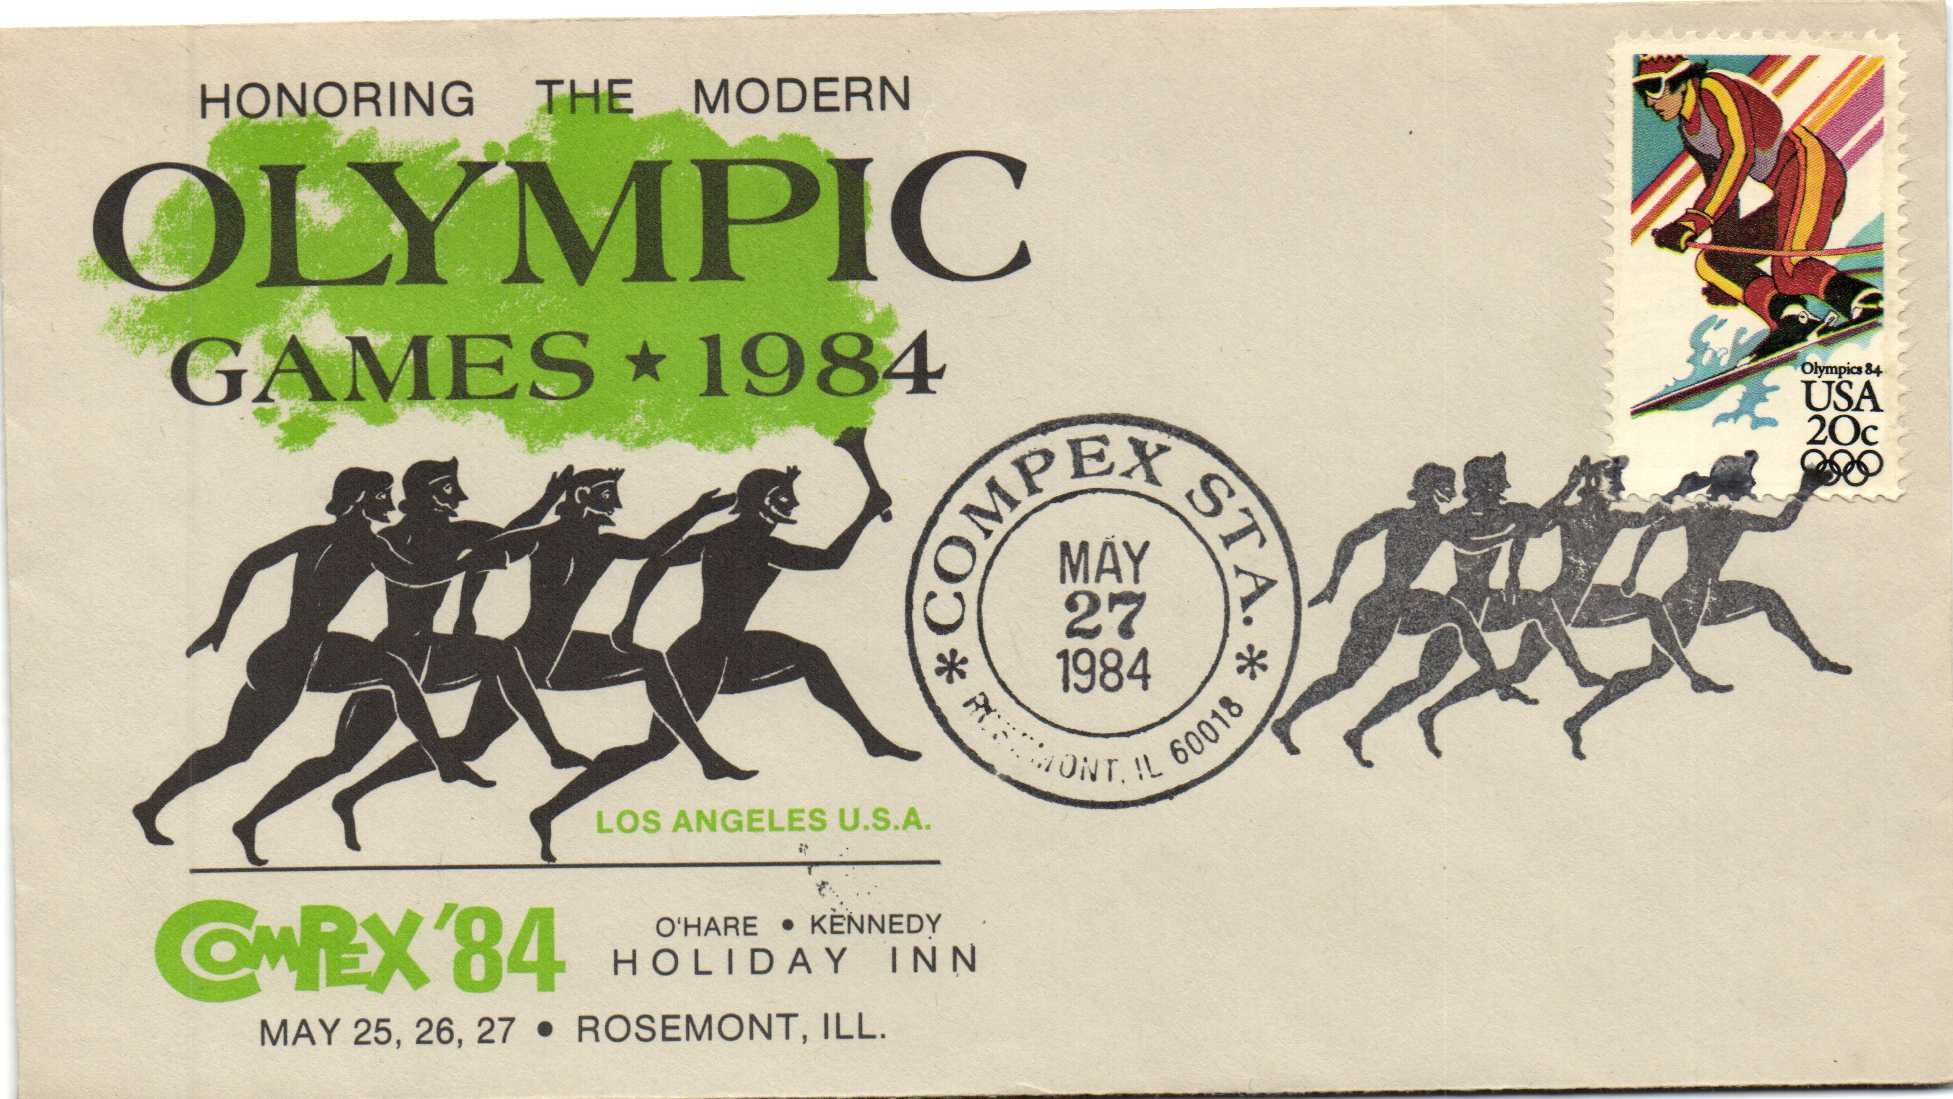 HONORING THE MODERN
OLYMPIC
GAMES ★ 1984
LOS ANGELES U.S.A.
COMPEX '84
O'HARE • KENNEDY
HOLIDAY INN
MAY 25, 26, 27 • ROSEMONT, ILL.
* COMPEX STA. *
MAY
27
1984
ROSEMONT, IL 60018
Olympics 84
USA
20c